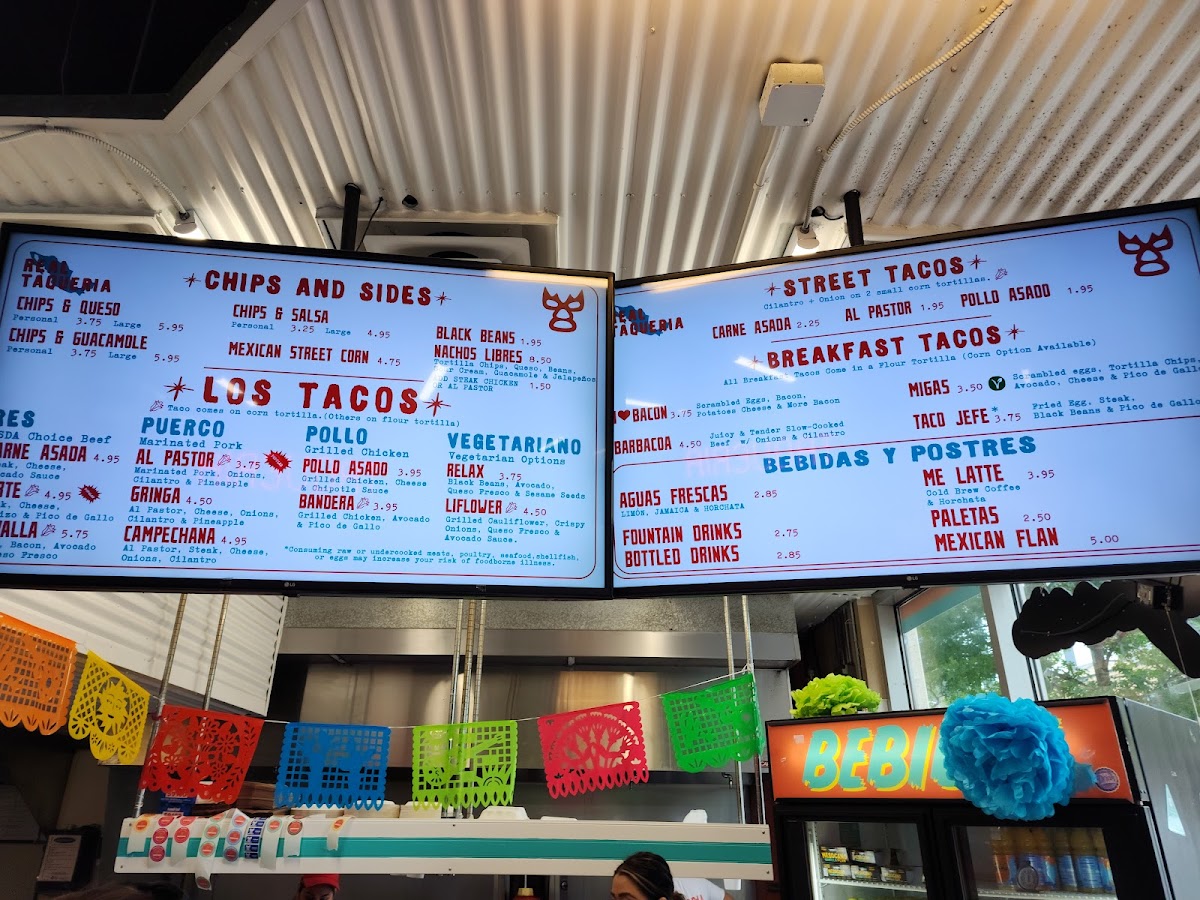 REAL
TAQUERIA
CHIPS AND SIDES
CHIPS & QUESO
Personal 3.75 Large 5.95
CHIPS & GUACAMOLE
Personal 3.75 Large 5.95
CHIPS & SALSA
Personal 3.25 Large 4.95
MEXICAN STREET CORN 4.75
BLACK BEANS 1.95
NACHOS LIBRES 8.50
Tortilla Chips, Queso, Beans,
Cream, Guacamole & Jalapeños
STEAK CHICKEN
AL PASTOR 1.50
LOS TACOS
Taco comes on corn tortilla.(Others on flour tortilla)
RES
USDA Choice Beef
CARNE ASADA 4.95
Steak, Cheese,
Avocado Sauce
4.95
Cheese,
& Pico de Gallo
5.75
Bacon, Avocado
Queso Fresco
PUERCO
Marinated Pork
AL PASTOR 3.75
Marinated Pork, Onions,
Cilantro & Pineapple
GRINGA 4.50
Al Pastor, Cheese, Onions,
Cilantro & Pineapple
CAMPECHANA 4.95
Al Pastor, Steak, Cheese,
Onions, Cilantro
POLLO
Grilled Chicken
POLLO ASADO 3.95
Grilled Chicken, Cheese
& Chipotle Sauce
BANDERA 3.95
Grilled Chicken, Avocado
& Pico de Gallo
VEGETARIANO
Vegetarian Options
RELAX 3.75
Black Beans, Avocado,
Queso Fresco & Sesame Seeds
LIFLOWER 4.50
Grilled Cauliflower, Crispy
Onions, Queso Fresco &
Avocado Sauce.
*Consuming raw or undercooked meats, poultry, seafood,shellfish,
or eggs may increase your risk of foodborne illness.
LG
REAL
TAQUERIA
STREET TACOS
Cilantro + Onion on 2 small corn tortillas.
CARNE ASADA 2.25
AL PASTOR 1.95
POLLO ASADO 1.95
BREAKFAST TACOS
All Breakfast Tacos Come in a Flour Tortilla (Corn Option Available)
I♥BACON 3.75
Scrambled Eggs, Bacon,
Potatoes Cheese & More Bacon
BARBACOA 4.50
Juicy & Tender Slow-Cooked
Beef w/ Onions & Cilantro
MIGAS 3.50 V
Scrambled eggs, Tortilla Chips,
Avocado, Cheese & Pico de Gallo
TACO JEFE* 3.75
Fried Egg, Steak,
Black Beans & Pico de Gallo
BEBIDAS Y POSTRES
AGUAS FRESCAS 2.85
LIMÓN, JAMAICA & HORCHATA
FOUNTAIN DRINKS 2.75
BOTTLED DRINKS 2.85
ME LATTE 3.95
Cold Brew Coffee
& Horchata
PALETAS 2.50
MEXICAN FLAN 5.00
LG
BEBI